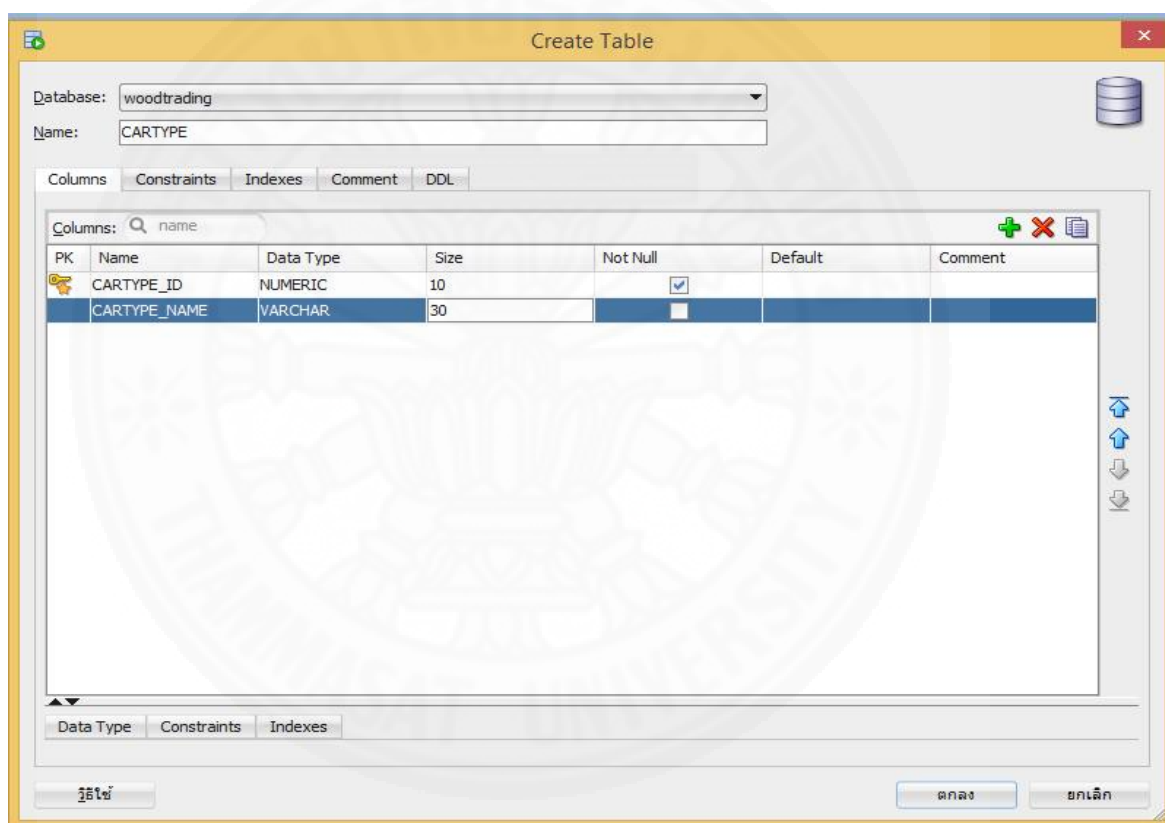 Create Table
Database: woodtrading
Name: CARTYPE
Columns Constraints Indexes Comment DDL
Columns: name
PK Name Data Type Size Not Null Default Comment
CARTYPE_ID NUMERIC 10
CARTYPE_NAME VARCHAR 30
THAMMASAT UNIVERSITY
Data Type Constraints Indexes
วิธีใช้ ตกลง ยกเลิก